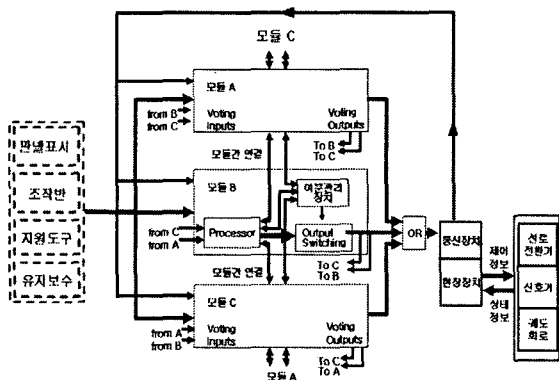 모듈 C
모듈 A
from B
from C
Voting
Inputs
Voting
Outputs
To B
To C
모듈간 연결
판넬표시
조작반
지원도구
유지보수
모듈 B
여분관리
장치
from C
from A
Processor
Output
Switching
To C
To B
OR
통신장치
현장장치
제어
정보
상태
정보
선로
전환기
신호기
궤도
회로
모듈간 연결
모듈 C
from A
from B
Voting
Inputs
Voting
Outputs
To C
To A
모듈 A